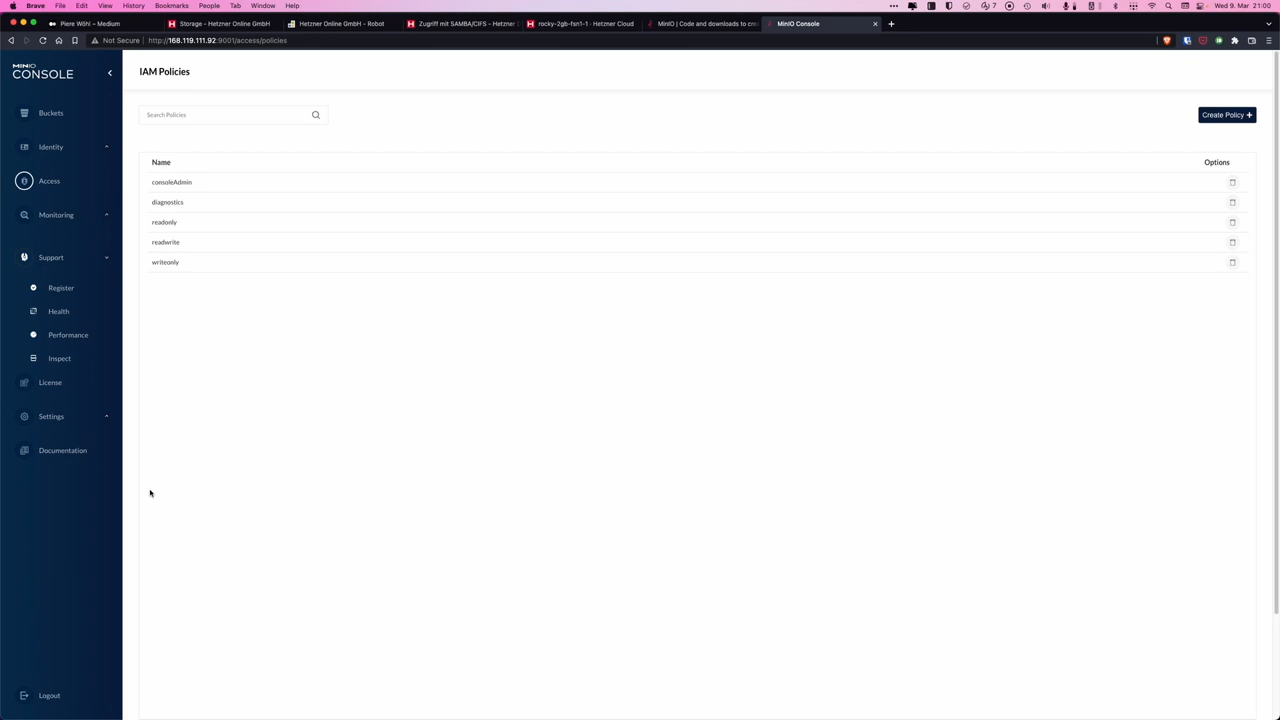 Brave File Edit View History Bookmarks People Tab Window Help 7 Wed 9. Mar 21:00
Piere Wöhl – Medium Storage - Hetzner Online GmbH Hetzner Online GmbH - Robot Zugriff mit SAMBA/CIFS - Hetzner rocky-2gb-fsn1-1 · Hetzner Cloud MinIO | Code and downloads to cre MinIO Console
Not Secure http://168.119.111.92:9001/access/policies
MINIO
CONSOLE
IAM Policies
Buckets
Search Policies
Create Policy +
Identity
Name Options
Access
consoleAdmin
diagnostics
Monitoring
readonly
readwrite
Support
writeonly
Register
Health
Performance
Inspect
License
Settings
Documentation
Logout